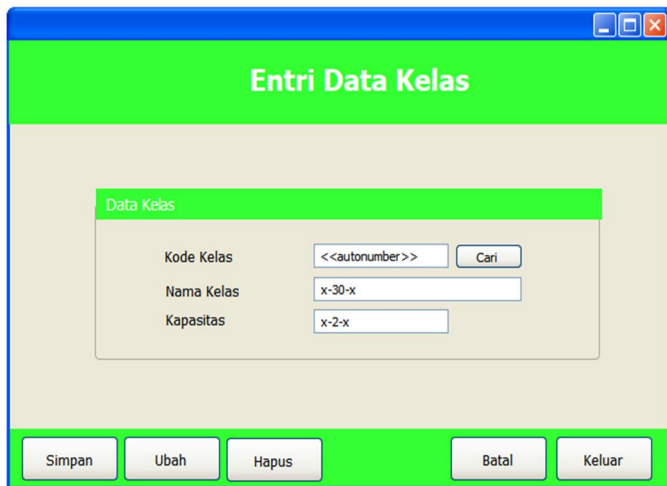 Entri Data Kelas
Data Kelas
Kode Kelas <<autonumber>> Cari
Nama Kelas x-30-x
Kapasitas x-2-x
Simpan Ubah Hapus Batal Keluar